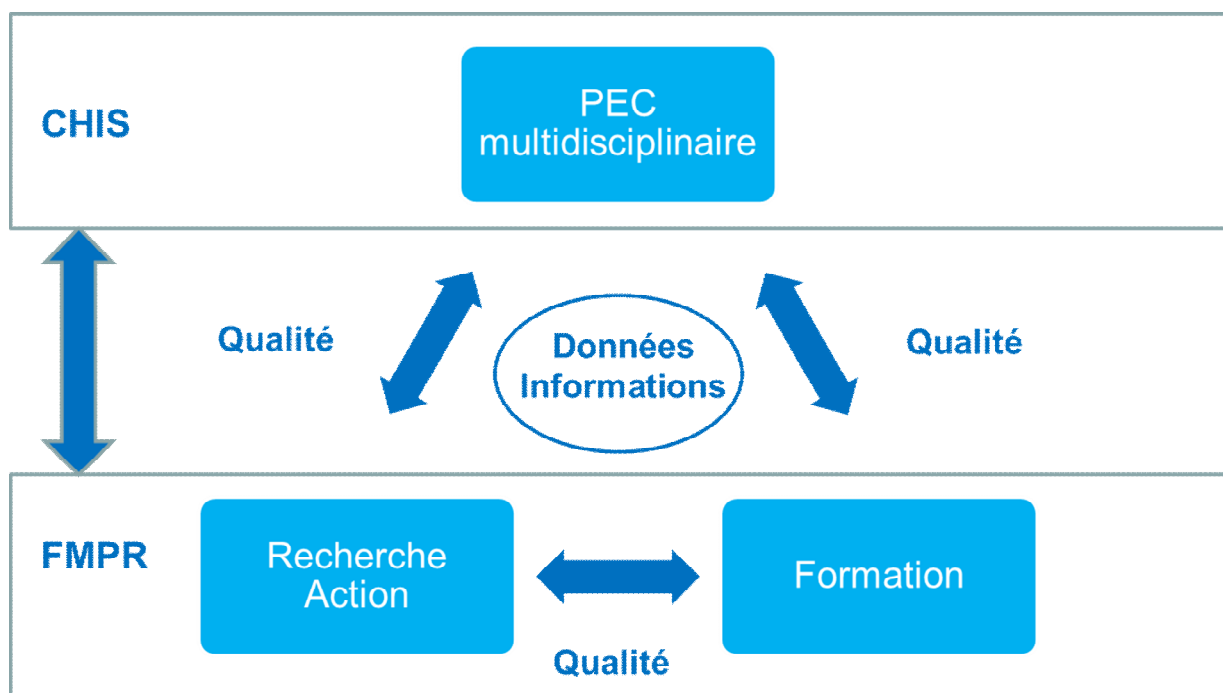 PEC
multidisciplinaire
CHIS
Qualité
Données
Informations
Qualité
FMPR
Recherche
Action
Formation
Qualité